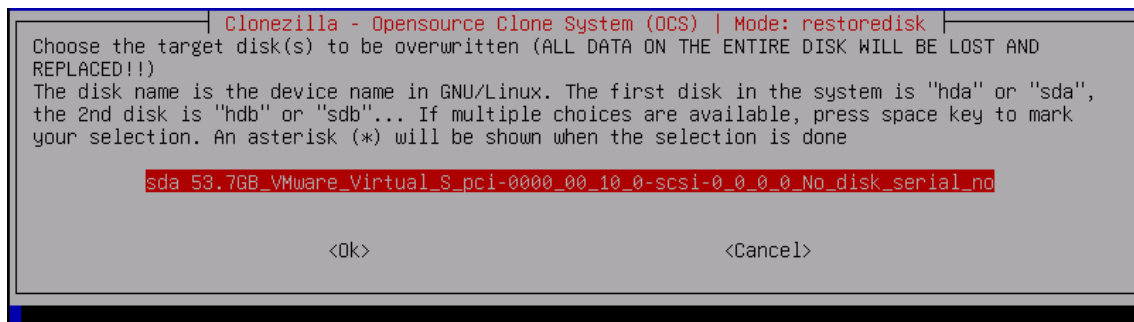 Clonezilla - Opensource Clone System (OCS) | Mode: restoredisk
Choose the target disk(s) to be overwritten (ALL DATA ON THE ENTIRE DISK WILL BE LOST AND
REPLACED!!)
The disk name is the device name in GNU/Linux. The first disk in the system is "hda" or "sda",
the 2nd disk is "hdb" or "sdb"... If multiple choices are available, press space key to mark
your selection. An asterisk (*) will be shown when the selection is done
sda 53.7GB_VMware_Virtual_S_pci-0000_00_10_0-scsi-0_0_0_0_No_disk_serial_no
<Ok> <Cancel>